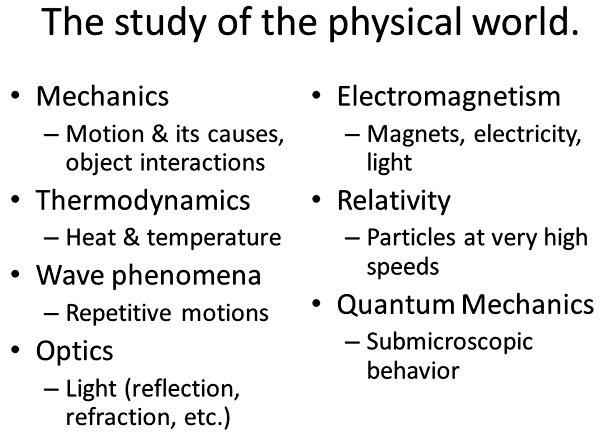 The study of the physical world.
• Mechanics
– Motion & its causes,
object interactions
• Thermodynamics
– Heat & temperature
• Wave phenomena
– Repetitive motions
• Optics
– Light (reflection,
refraction, etc.)
• Electromagnetism
– Magnets, electricity,
light
• Relativity
– Particles at very high
speeds
• Quantum Mechanics
– Submicroscopic
behavior